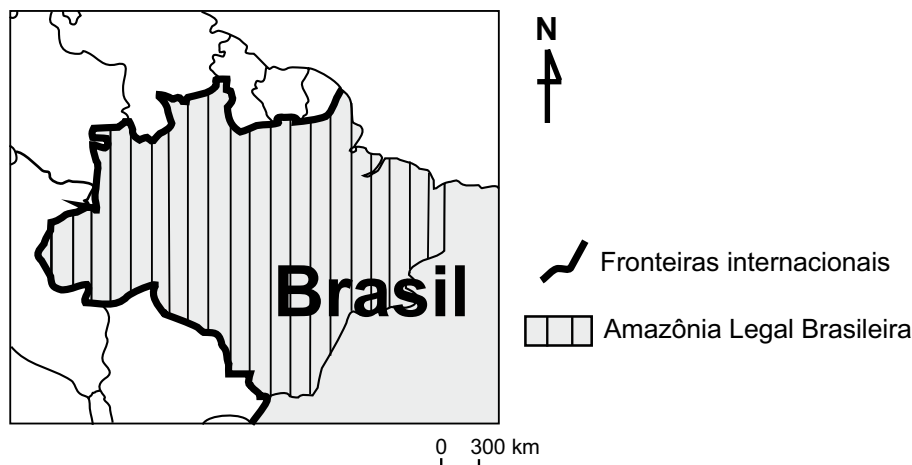 N
Brasil
Fronteiras internacionais
Amazônia Legal Brasileira
0 300 km